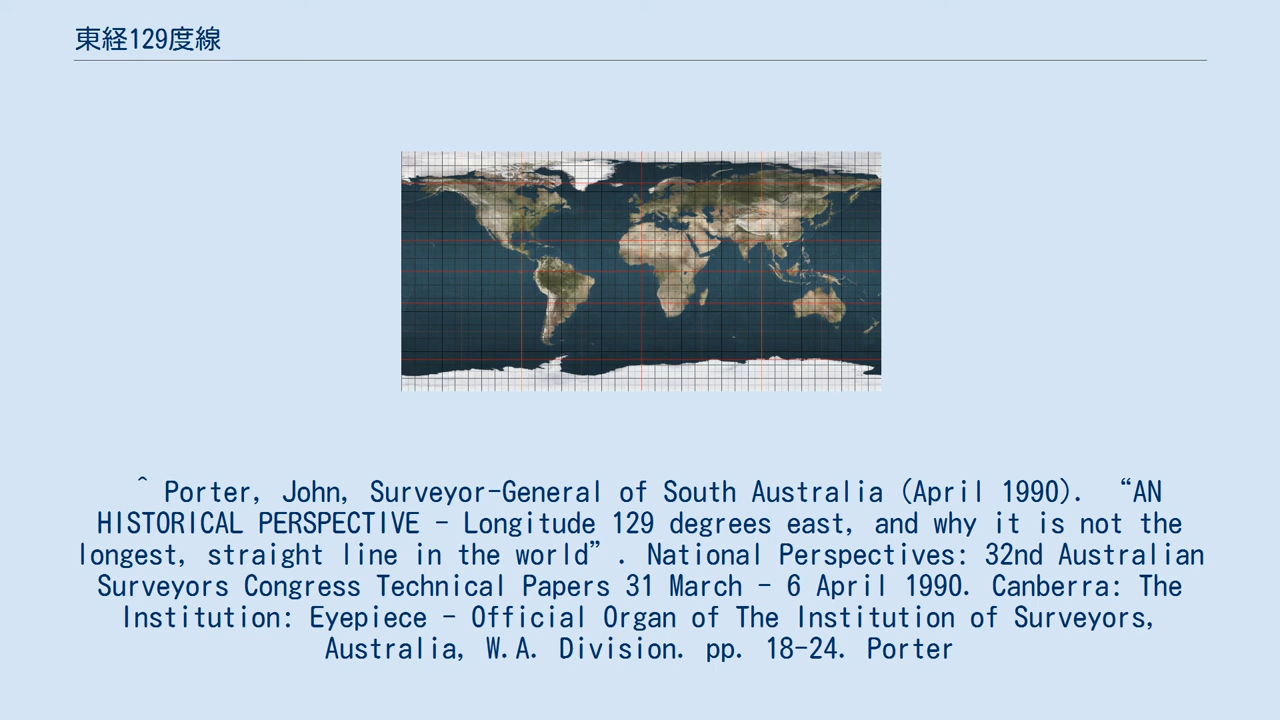 東経129度線
^ Porter, John, Surveyor-General of South Australia (April 1990). “AN
HISTORICAL PERSPECTIVE - Longitude 129 degrees east, and why it is not the
longest, straight line in the world”. National Perspectives: 32nd Australian
Surveyors Congress Technical Papers 31 March – 6 April 1990. Canberra: The
Institution: Eyepiece - Official Organ of The Institution of Surveyors,
Australia, W.A. Division. pp. 18–24. Porter